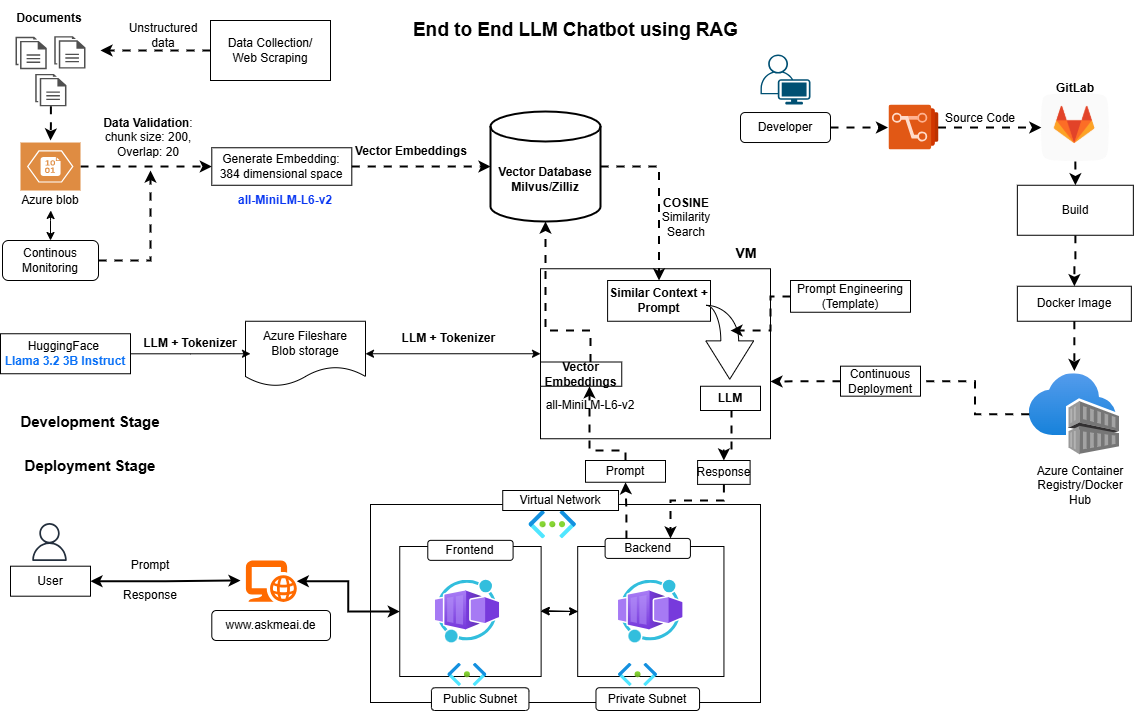 End to End LLM Chatbot using RAG
Documents
Unstructured
data
Data Collection/
Web Scraping
Data Validation:
chunk size: 200,
Overlap: 20
10
01
Azure blob
Generate Embedding:
384 dimensional space
all-MiniLM-L6-v2
Vector Embeddings
Vector Database
Milvus/Zilliz
Continous
Monitoring
COSINE
Similarity
Search
Developer
Source Code
GitLab
Build
Docker Image
Azure Container
Registry/Docker
Hub
Continuous
Deployment
VM
Similar Context +
Prompt
Prompt Engineering
(Template)
LLM
Vector
Embeddings
all-MiniLM-L6-v2
HuggingFace
Llama 3.2 3B Instruct
LLM + Tokenizer
Azure Fileshare
Blob storage
LLM + Tokenizer
Development Stage
Deployment Stage
Prompt
Response
Virtual Network
Frontend
Backend
User
Prompt
Response
www.askmeai.de
Public Subnet
Private Subnet